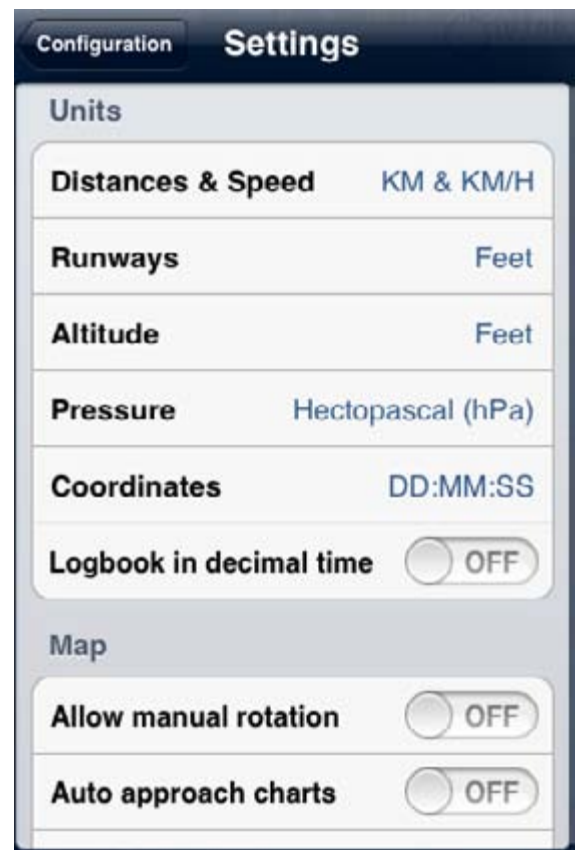 Configuration Settings
Units
Distances & Speed KM & KM/H
Runways Feet
Altitude Feet
Pressure Hectopascal (hPa)
Coordinates DD:MM:SS
Logbook in decimal time OFF
Map
Allow manual rotation OFF
Auto approach charts OFF